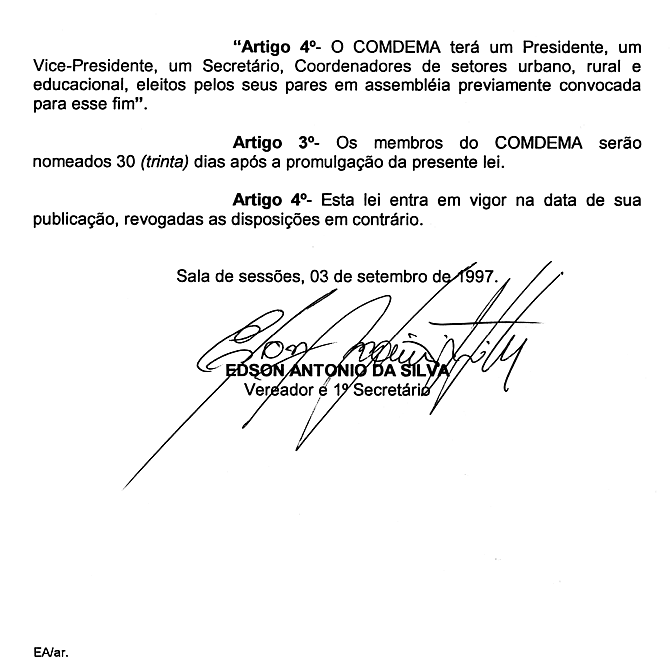 "Artigo 4º- O COMDEMA terá um Presidente, um
Vice-Presidente, um Secretário, Coordenadores de setores urbano, rural e
educacional, eleitos pelos seus pares em assembléia previamente convocada
para esse fim".
Artigo 3º- Os membros do COMDEMA serão
nomeados 30 (trinta) dias após a promulgação da presente lei.
Artigo 4º- Esta lei entra em vigor na data de sua
publicação, revogadas as disposições em contrário.
Sala de sessões, 03 de setembro de 1997.
EDSON ANTONIO DA SILVA
Vereador e 1º Secretário
EA/ar.